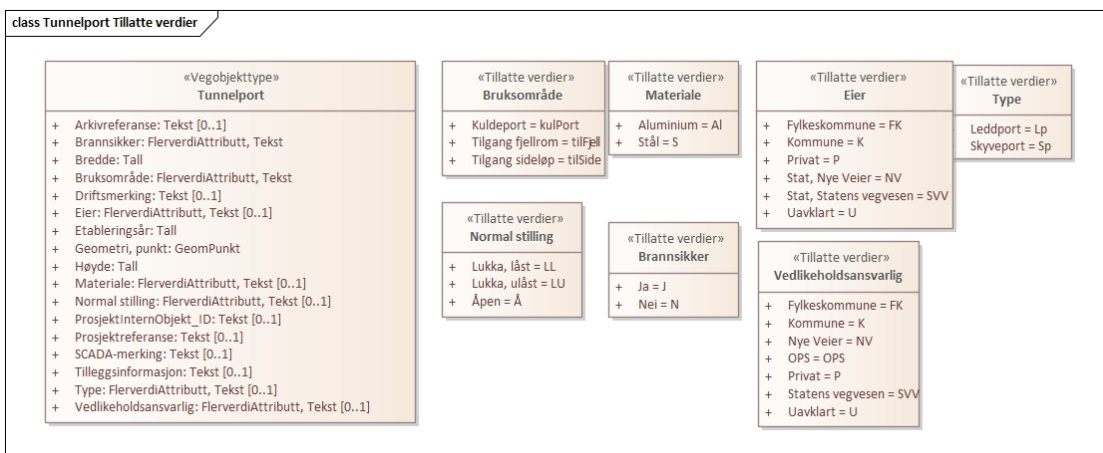 class Tunnelport Tillatte verdier
«Vegobjekttype»
Tunnelport
+ Arkivreferanse: Tekst [0..1]
+ Brannsikker: FlerverdiAttributt, Tekst
+ Bredde: Tall
+ Bruksområde: FlerverdiAttributt, Tekst
+ Driftsmerking: Tekst [0..1]
+ Eier: FlerverdiAttributt, Tekst [0..1]
+ Etableringsår: Tall
+ Geometri, punkt: GeomPunkt
+ Høyde: Tall
+ Materiale: FlerverdiAttributt, Tekst [0..1]
+ Normal stilling: FlerverdiAttributt, Tekst [0..1]
+ ProsjektInternObjekt_ID: Tekst [0..1]
+ Prosjektreferanse: Tekst [0..1]
+ SCADA-merking: Tekst [0..1]
+ Tilleggsinformasjon: Tekst [0..1]
+ Type: FlerverdiAttributt, Tekst [0..1]
+ Vedlikeholdsansvarlig: FlerverdiAttributt, Tekst [0..1]
«Tillatte verdier»
Bruksområde
+ Kuldeport = kulPort
+ Tilgang fjellrom = tilFjell
+ Tilgang sideløp = tilSide
«Tillatte verdier»
Materiale
+ Aluminium = Al
+ Stål = S
«Tillatte verdier»
Eier
+ Fylkeskommune = FK
+ Kommune = K
+ Privat = P
+ Stat, Nye Veier = NV
+ Stat, Statens vegvesen = SVV
+ Uavklart = U
«Tillatte verdier»
Type
Leddport = Lp
Skyveport = Sp
«Tillatte verdier»
Normal stilling
+ Lukka, låst = LL
+ Lukka, ulåst = LU
+ Åpen = Å
«Tillatte verdier»
Brannsikker
+ Ja = J
+ Nei = N
«Tillatte verdier»
Vedlikeholdsansvarlig
+ Fylkeskommune = FK
+ Kommune = K
+ Nye Veier = NV
+ OPS = OPS
+ Privat = P
+ Statens vegvesen = SVV
+ Uavklart = U